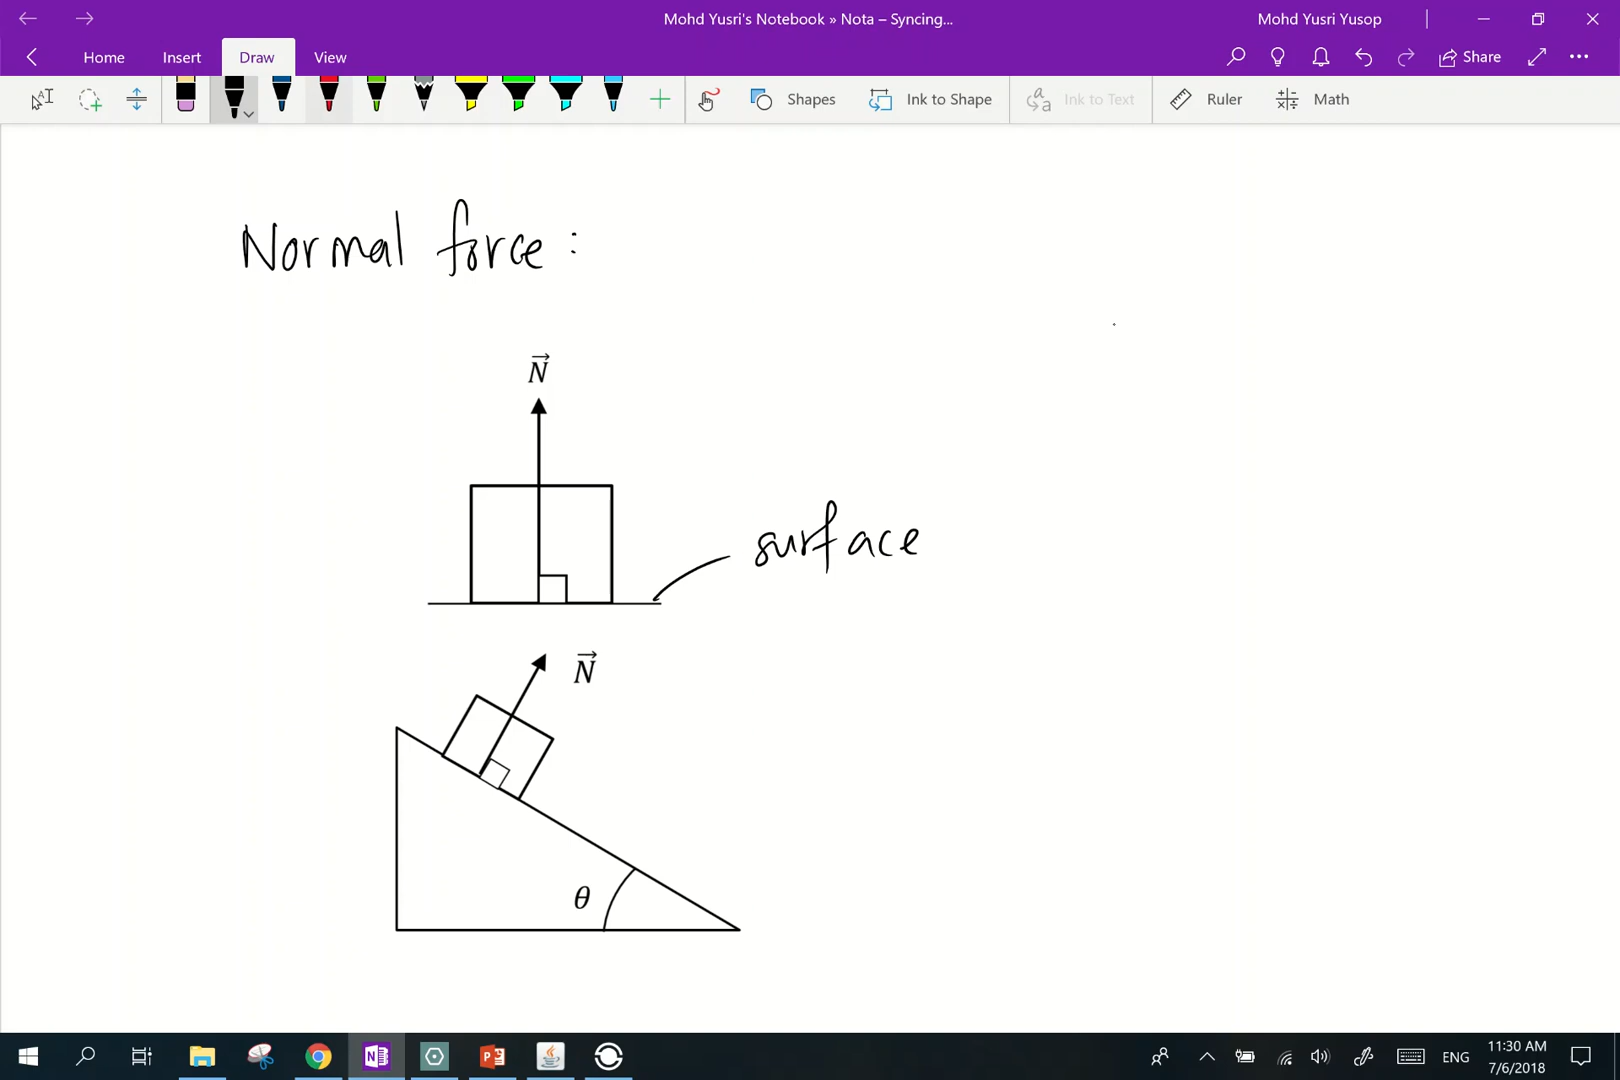 Mohd Yusri's Notebook » Nota – Syncing...
Mohd Yusri Yusop
Home Insert Draw View
Share
Shapes Ink to Shape Ink to Text Ruler Math
Normal force :
N⃗
surface
N⃗
θ
ENG
11:30 AM
7/6/2018